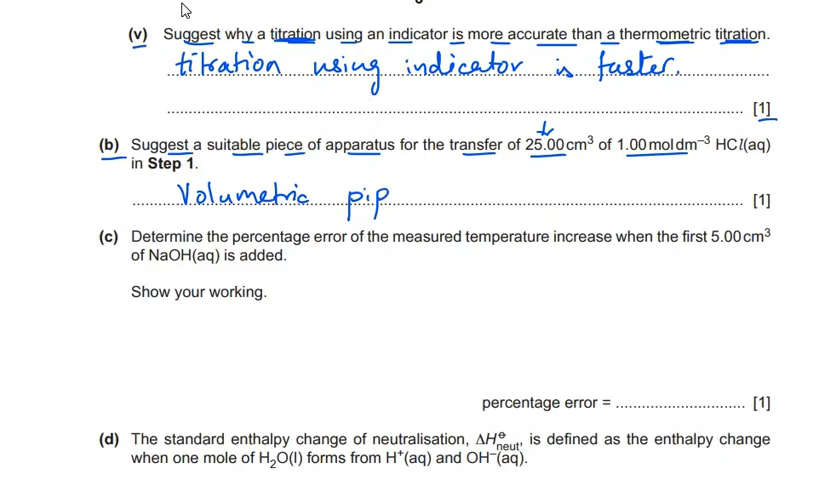 (v) Suggest why a titration using an indicator is more accurate than a thermometric titration.
titration using indicator is faster.
[1]
(b) Suggest a suitable piece of apparatus for the transfer of 25.00 cm³ of 1.00 mol dm⁻³ HCl(aq)
in Step 1.
Volumetric pip
[1]
(c) Determine the percentage error of the measured temperature increase when the first 5.00 cm³
of NaOH(aq) is added.
Show your working.
percentage error = .............................. [1]
(d) The standard enthalpy change of neutralisation, ΔH⦵neut, is defined as the enthalpy change
when one mole of H₂O(l) forms from H⁺(aq) and OH⁻(aq).